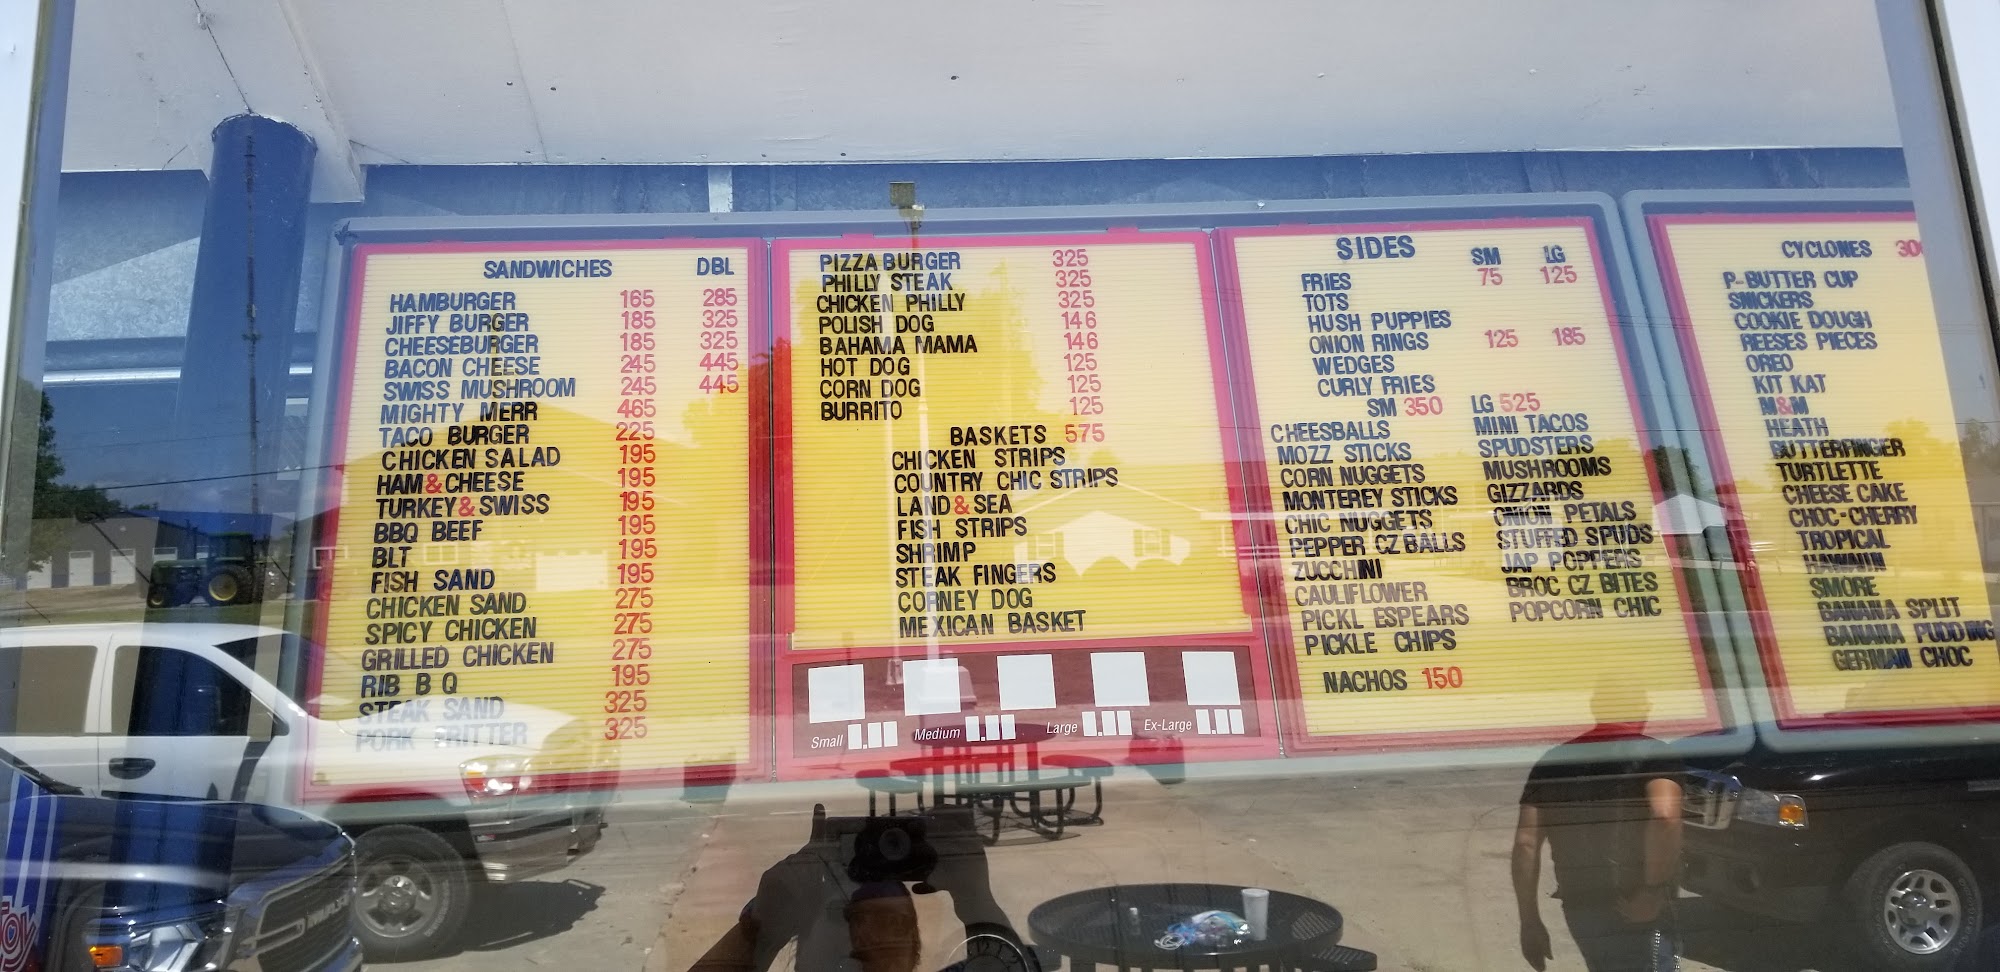 SANDWICHES DBL
HAMBURGER 165 285
JIFFY BURGER 185 325
CHEESEBURGER 185 325
BACON CHEESE 245 445
SWISS MUSHROOM 245 445
MIGHTY MERR 465
TACO BURGER 225
CHICKEN SALAD 195
HAM&CHEESE 195
TURKEY&SWISS 195
BBQ BEEF 195
BLT 195
FISH SAND 195
CHICKEN SAND 275
SPICY CHICKEN 275
GRILLED CHICKEN 275
RIB B Q 195
STEAK SAND 325
PORK FRITTER 325
PIZZA BURGER 325
PHILLY STEAK 325
CHICKEN PHILLY 325
POLISH DOG 146
BAHAMA MAMA 146
HOT DOG 125
CORN DOG 125
BURRITO 125
BASKETS 575
CHICKEN STRIPS
COUNTRY CHIC STRIPS
LAND&SEA
FISH STRIPS
SHRIMP
STEAK FINGERS
CORNEY DOG
MEXICAN BASKET
Small Medium Large Ex-Large
SIDES SM LG
FRIES 75 125
TOTS
HUSH PUPPIES
ONION RINGS 125 185
WEDGES
CURLY FRIES
SM 350 LG 525
CHEESBALLS MINI TACOS
MOZZ STICKS SPUDSTERS
CORN NUGGETS MUSHROOMS
MONTEREY STICKS GIZZARDS
CHIC NUGGETS ONION PETALS
PEPPER CZ BALLS STUFFED SPUDS
ZUCCHINI JAP POPPERS
CAULIFLOWER BROC CZ BITES
PICKL ESPEARS POPCORN CHIC
PICKLE CHIPS
NACHOS 150
CYCLONES 300
P-BUTTER CUP
SNICKERS
COOKIE DOUGH
REESES PIECES
OREO
KIT KAT
M&M
HEATH
BUTTERFINGER
TURTLETTE
CHEESE CAKE
CHOC-CHERRY
TROPICAL
HAWAIIN
SMORE
BANANA SPLIT
BANANA PUDDING
GERMAN CHOC